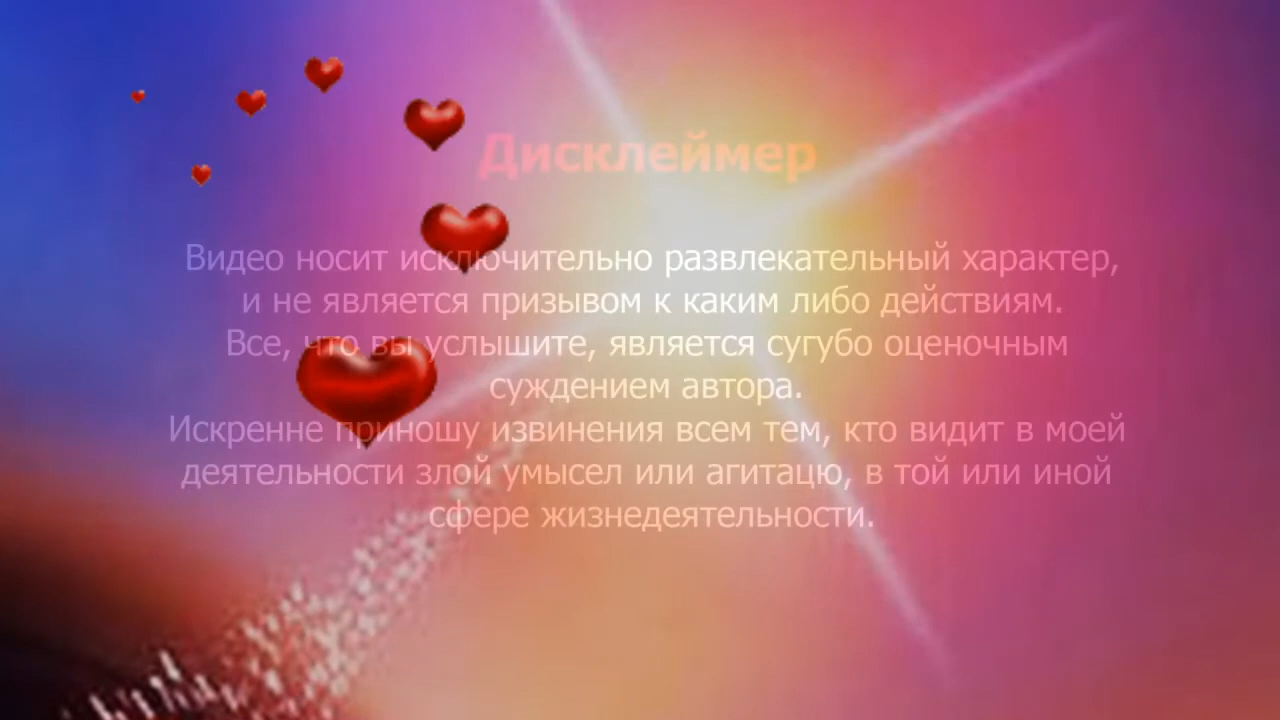 Дисклеймер
Видео носит исключительно развлекательный характер,
и не является призывом к каким либо действиям.
Все, что вы услышите, является сугубо оценочным
суждением автора.
Искренне приношу извинения всем тем, кто видит в моей
деятельности злой умысел или агитацю, в той или иной
сфере жизнедеятельности.